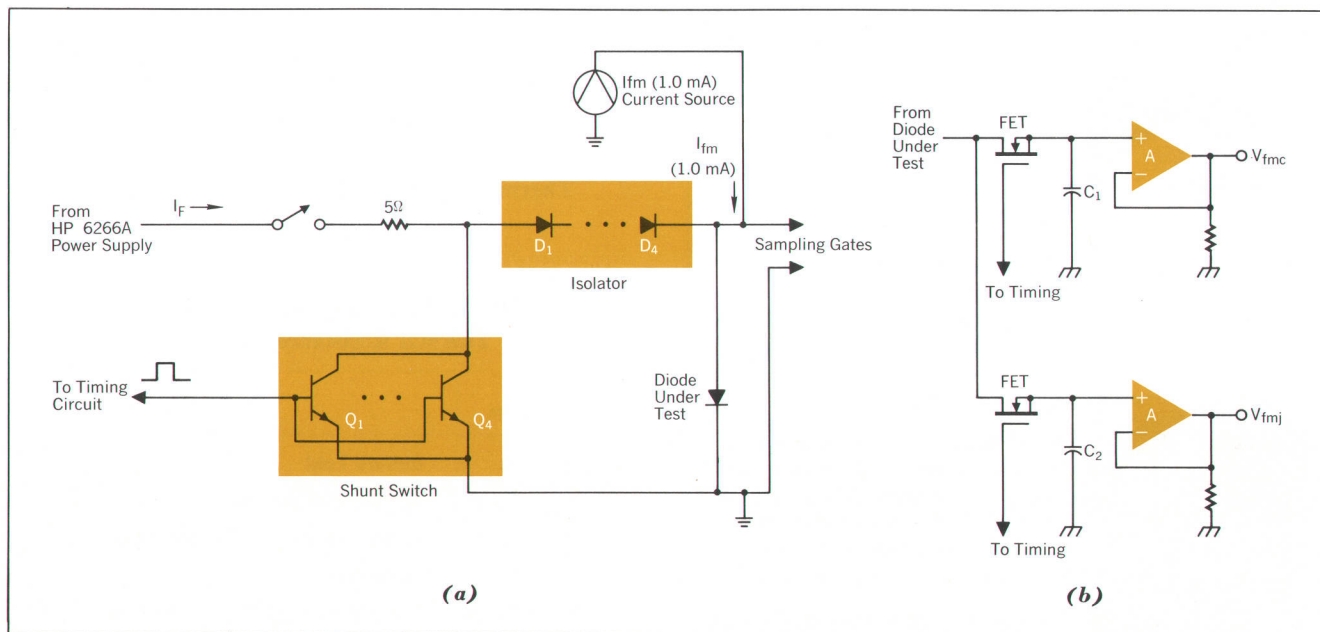 Ifm (1.0 mA)
Current Source
Ifm
(1.0 mA)
From
HP 6266A
Power Supply
IF
5Ω
D1
• • •
D4
Isolator
Sampling Gates
To Timing
Circuit
Q1
• • •
Q4
Shunt Switch
Diode
Under
Test
(a)
From
Diode
Under
Test
FET
+
A
−
Vfmc
C1
To Timing
FET
+
A
−
Vfmj
C2
To Timing
(b)